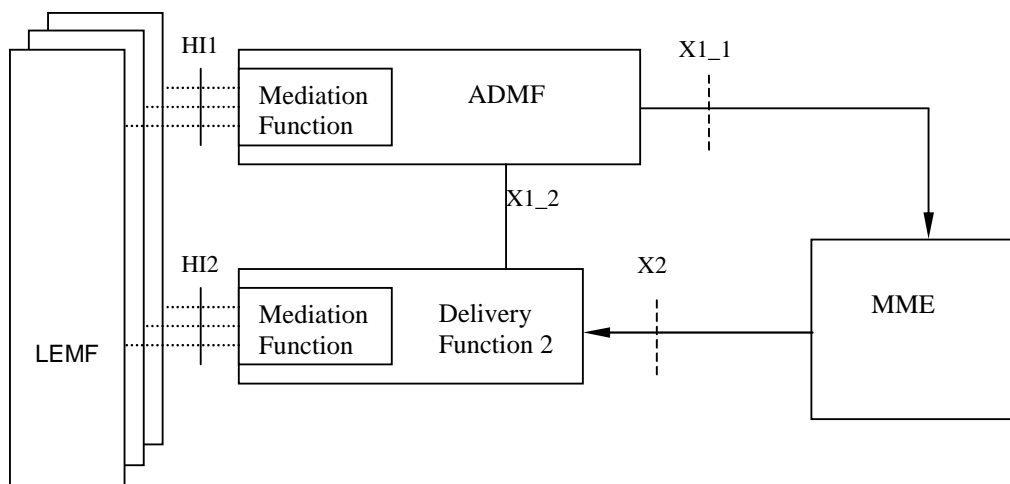 HI1
X1_1
Mediation
Function
ADMF
X1_2
HI2
X2
Mediation
Function
Delivery
Function 2
MME
LEMF